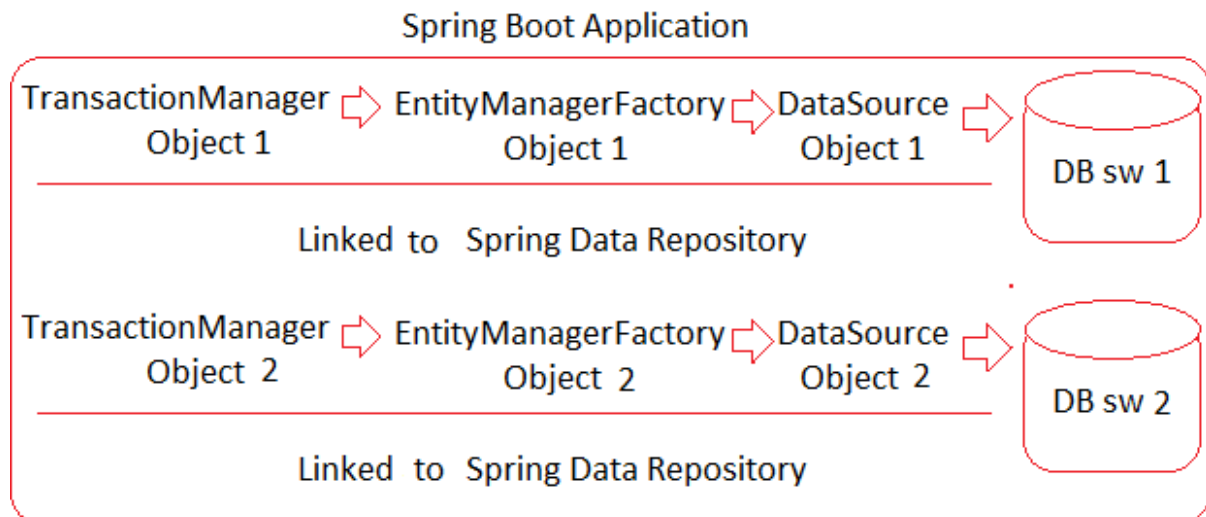 Spring Boot Application
TransactionManager EntityManagerFactory DataSource
Object 1 Object 1 Object 1
DB sw 1
Linked to Spring Data Repository
TransactionManager EntityManagerFactory DataSource
Object 2 Object 2 Object 2
DB sw 2
Linked to Spring Data Repository